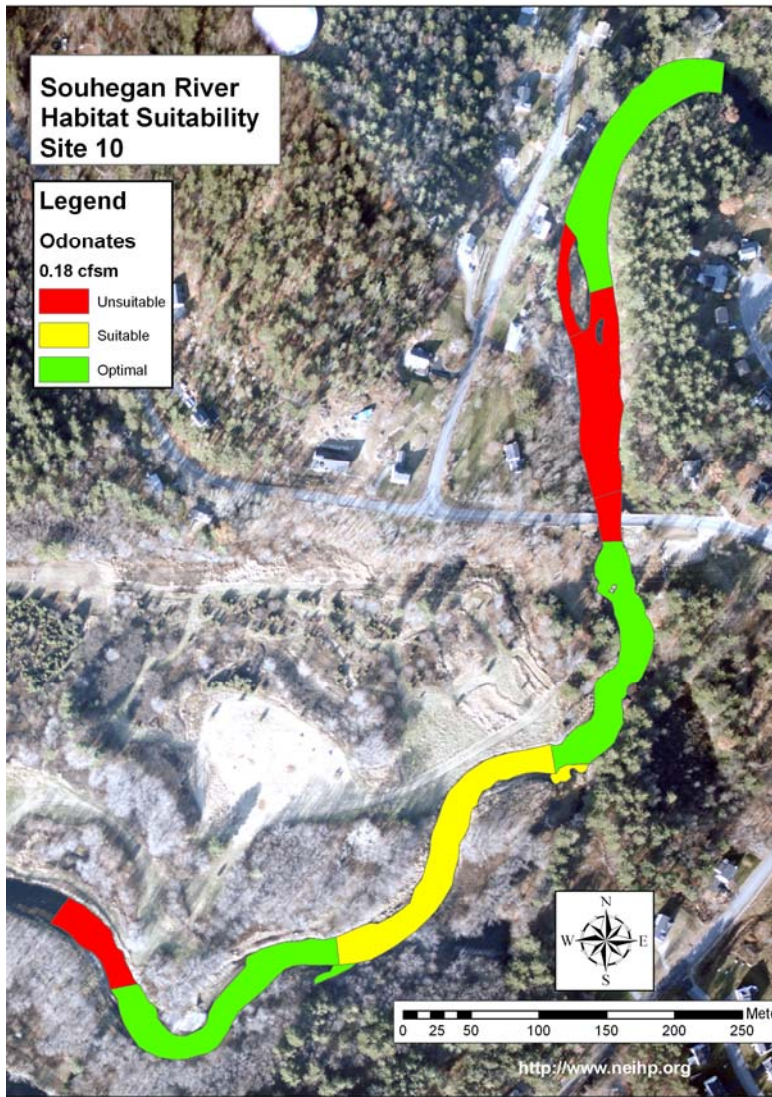 Souhegan River
Habitat Suitability
Site 10
Legend
Odonates
0.18 cfsm
Unsuitable
Suitable
Optimal
N
W E
S
Mete
0 25 50 100 150 200 250
http://www.neihp.org